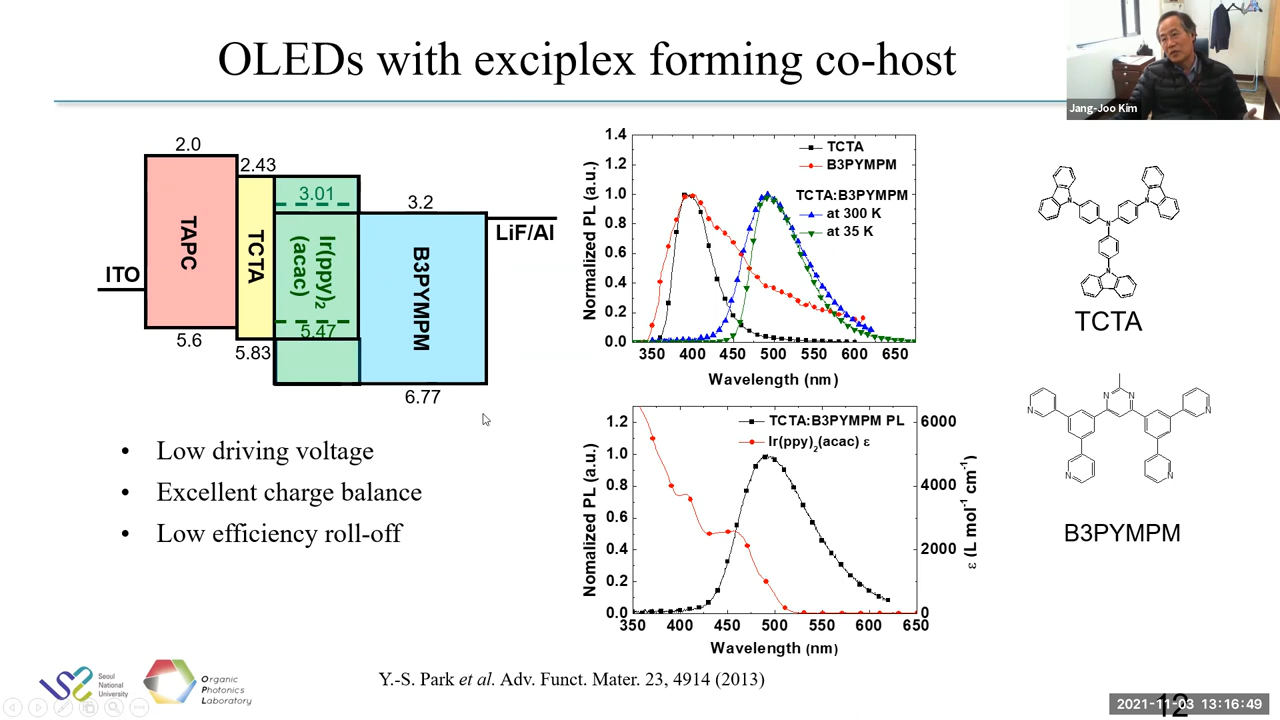 OLEDs with exciplex forming co-host
Jang-Joo Kim
2.0
2.43
3.01
3.2
TAPC
TCTA
Ir(ppy)2
(acac)
B3PYMPM
LiF/Al
ITO
5.47
5.6
5.83
6.77
• Low driving voltage
• Excellent charge balance
• Low efficiency roll-off
Normalized PL (a.u.)
1.4
1.2
1.0
0.8
0.6
0.4
0.2
0.0
TCTA
B3PYMPM
TCTA:B3PYMPM
at 300 K
at 35 K
350 400 450 500 550 600 650
Wavelength (nm)
Nomalized PL (a.u.)
1.2
1.0
0.8
0.6
0.4
0.2
0.0
TCTA:B3PYMPM PL
Ir(ppy)2(acac) ε
6000
4000
2000
0
ε (L mol-1 cm-1)
350 400 450 500 550 600 650
Wavelength (nm)
N
N
N
N
TCTA
N
N
N
N
N
N
B3PYMPM
Seoul
National
University
Organic
Photonics
Laboratory
Y.-S. Park et al. Adv. Funct. Mater. 23, 4914 (2013)
12
2021-11-03 13:16:49